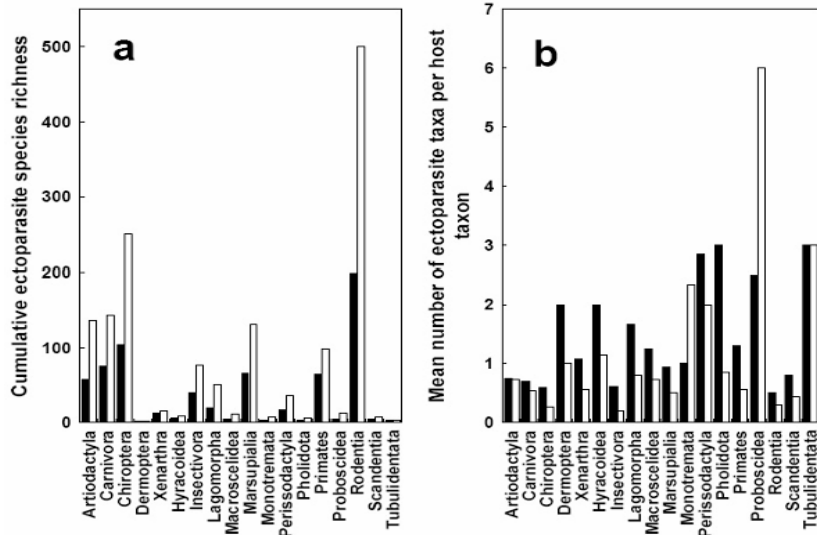 a
Cumulative ectoparasite species richness
500
400
300
200
100
0
Artiodactyla
Carnivora
Chiroptera
Dermoptera
Xenarthra
Hyracoidea
Insectivora
Lagomorpha
Macroscelidea
Marsupialia
Monotremata
Perissodactyla
Pholidota
Primates
Proboscidea
Rodentia
Scandentia
Tubulidentata
b
Mean number of ectoparasite taxa per host
taxon
7
6
5
4
3
2
1
0
Artiodactyla
Carnivora
Chiroptera
Dermoptera
Xenarthra
Hyracoidea
Insectivora
Lagomorpha
Macroscelidea
Marsupialia
Monotremata
Perissodactyla
Pholidota
Primates
Proboscidea
Rodentia
Scandentia
Tubulidentata